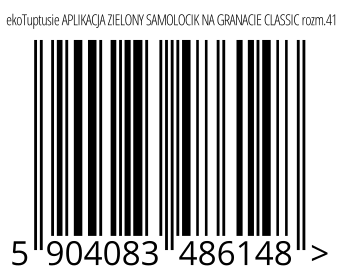 ekoTuptusie APLIKACJA ZIELONY SAMOLOCIK NA GRANACIE CLASSIC rozm.41
5 904083 486148 >